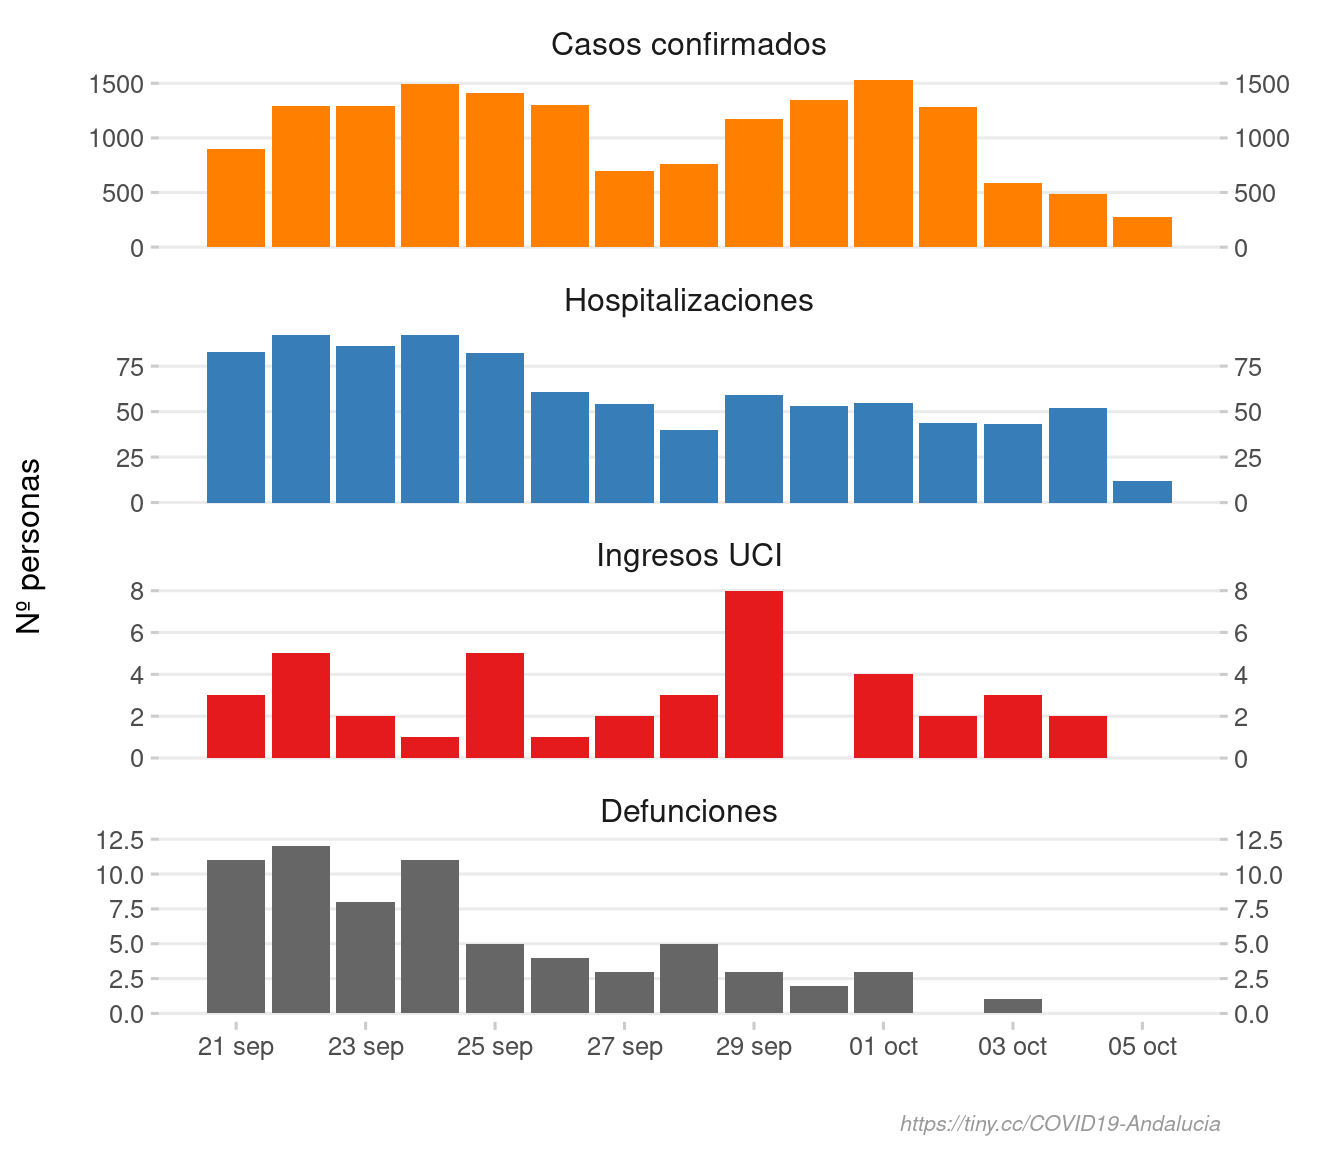 Casos confirmados
1500 1500
1000 1000
500 500
0 0
Hospitalizaciones
75 75
50 50
25 25
0 0
Nº personas
Ingresos UCI
8 8
6 6
4 4
2 2
0 0
Defunciones
12.5 12.5
10.0 10.0
7.5 7.5
5.0 5.0
2.5 2.5
0.0 0.0
21 sep 23 sep 25 sep 27 sep 29 sep 01 oct 03 oct 05 oct
https://tiny.cc/COVID19-Andalucia